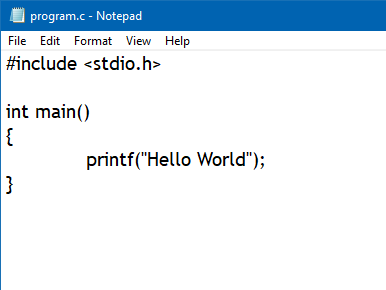 program.c - Notepad
File Edit Format View Help
#include <stdio.h>
int main()
{
printf("Hello World");
}